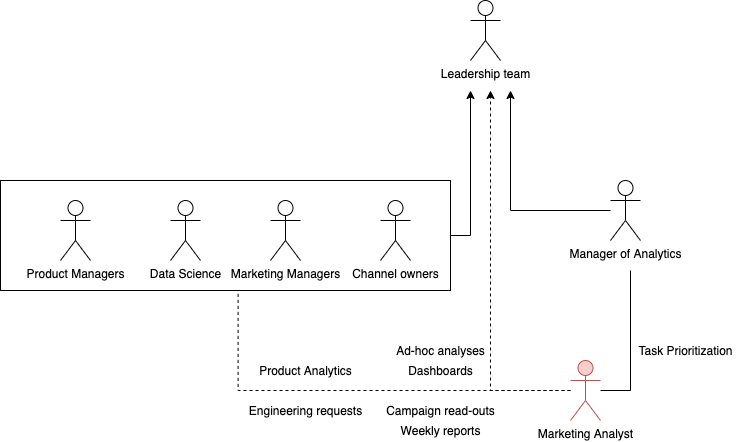 Leadership team
Product Managers
Data Science
Marketing Managers
Channel owners
Manager of Analytics
Ad-hoc analyses
Task Prioritization
Product Analytics
Dashboards
Engineering requests
Campaign read-outs
Weekly reports
Marketing Analyst